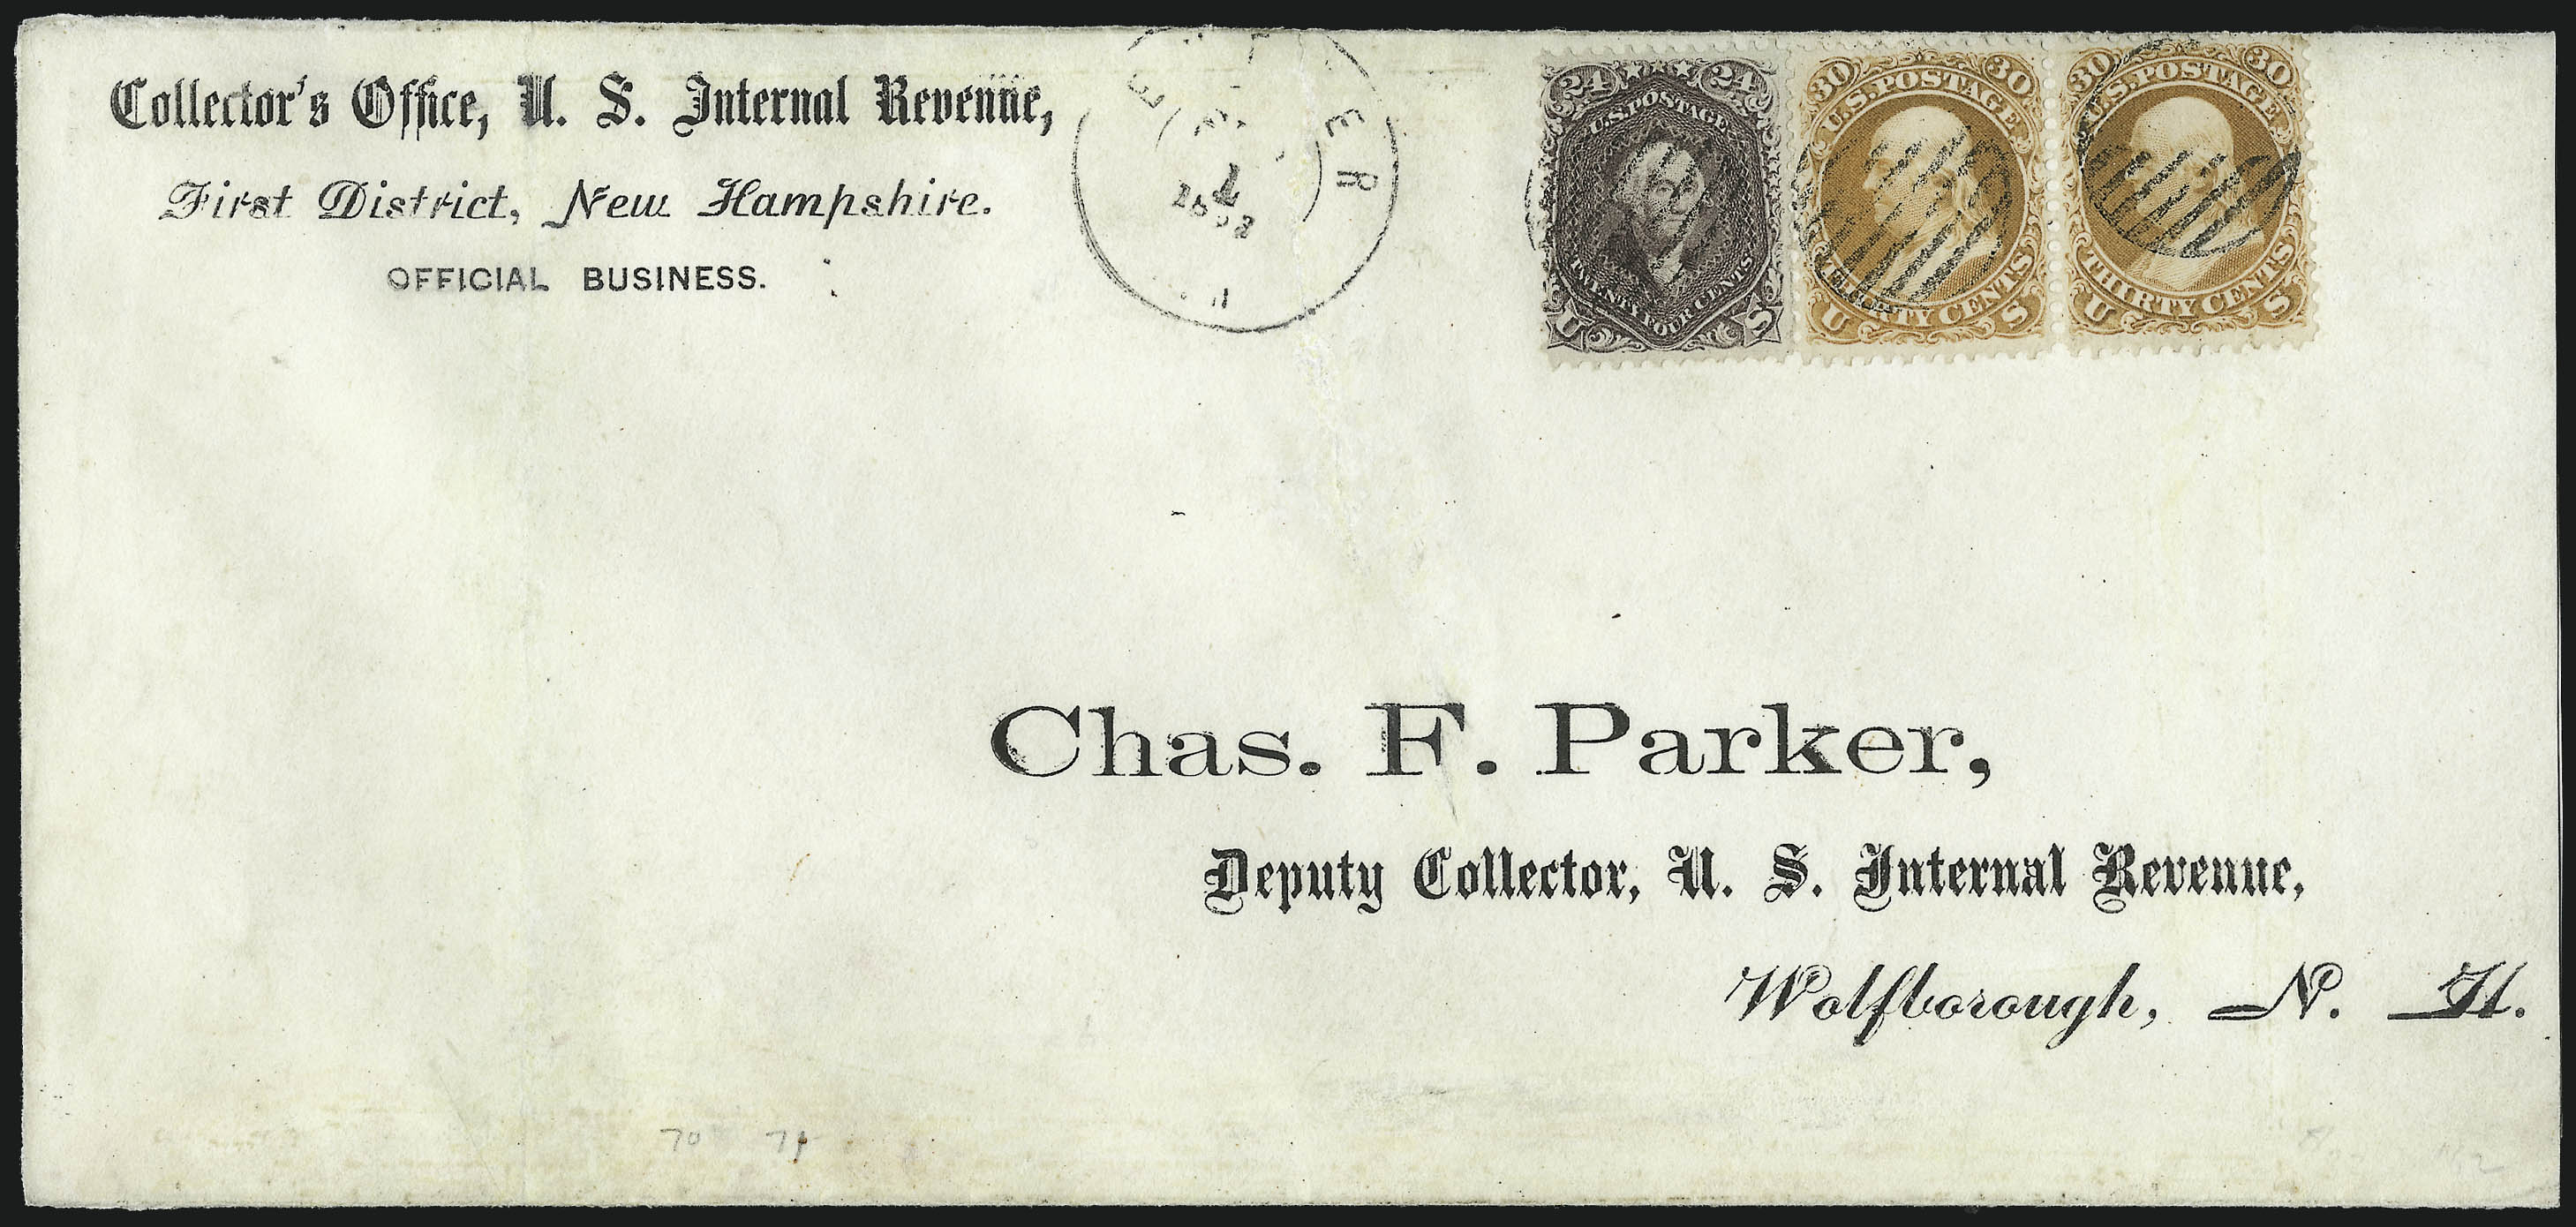 Collector's Office, U. S. Internal Revenue,
First District, New Hampshire.
OFFICIAL BUSINESS.
24 24
U.S. POSTAGE
TWENTY FOUR CENTS
U S
30 30
U.S. POSTAGE
THIRTY CENTS
U S
30 30
U.S. POSTAGE
THIRTY CENTS
U S
Chas. F. Parker,
Deputy Collector, U. S. Internal Revenue,
Wolfborough, N. H.
70 71